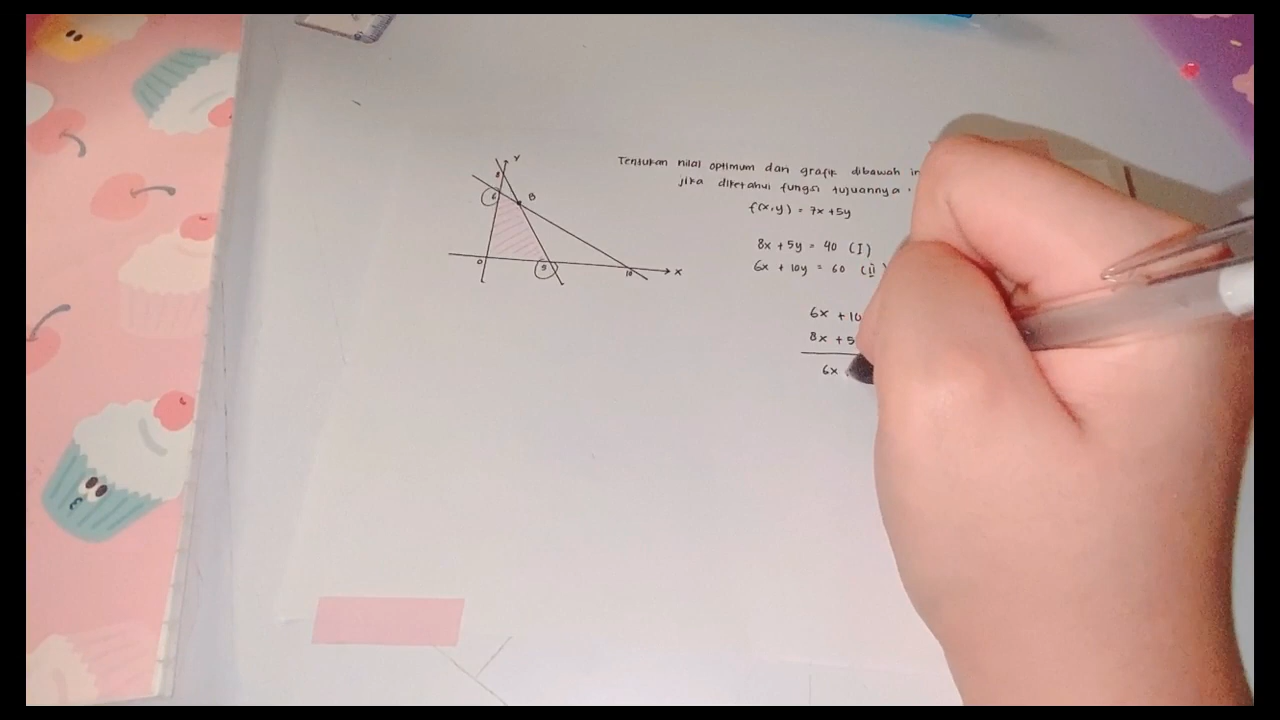 Y
8
6
B
0
5
10
X
Tentukan nilai optimum dari grafik dibawah in
jika diketahui fungsi tujuannya
f(x,y) = 7x + 5y
8x + 5y = 40 (I)
6x + 10y = 60 (II)
6x + 10
8x + 5
6x